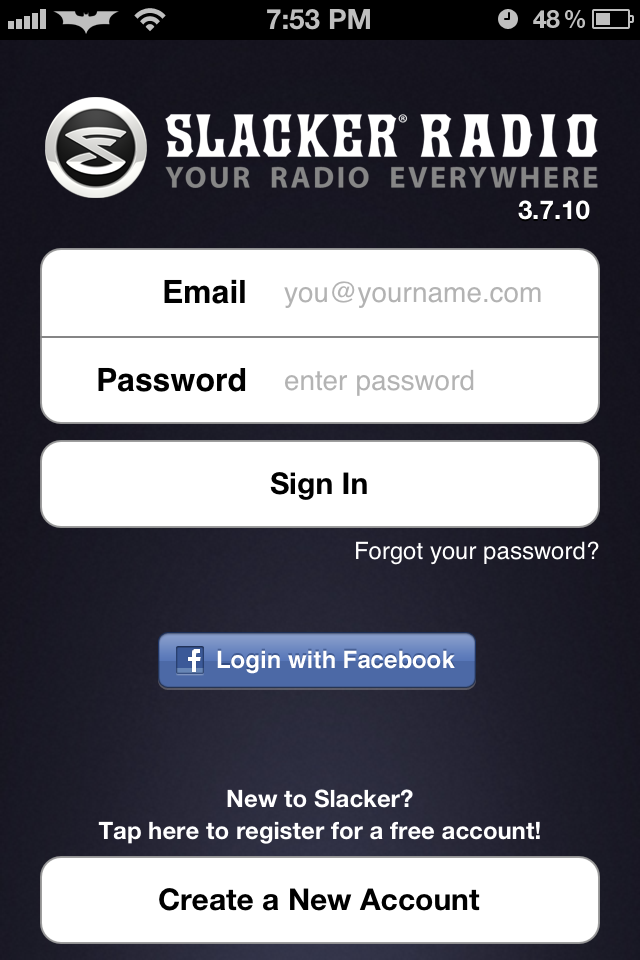 7:53 PM 48 %
SLACKER® RADIO
YOUR RADIO EVERYWHERE
3.7.10
Email you@yourname.com
Password enter password
Sign In
Forgot your password?
f Login with Facebook
New to Slacker?
Tap here to register for a free account!
Create a New Account